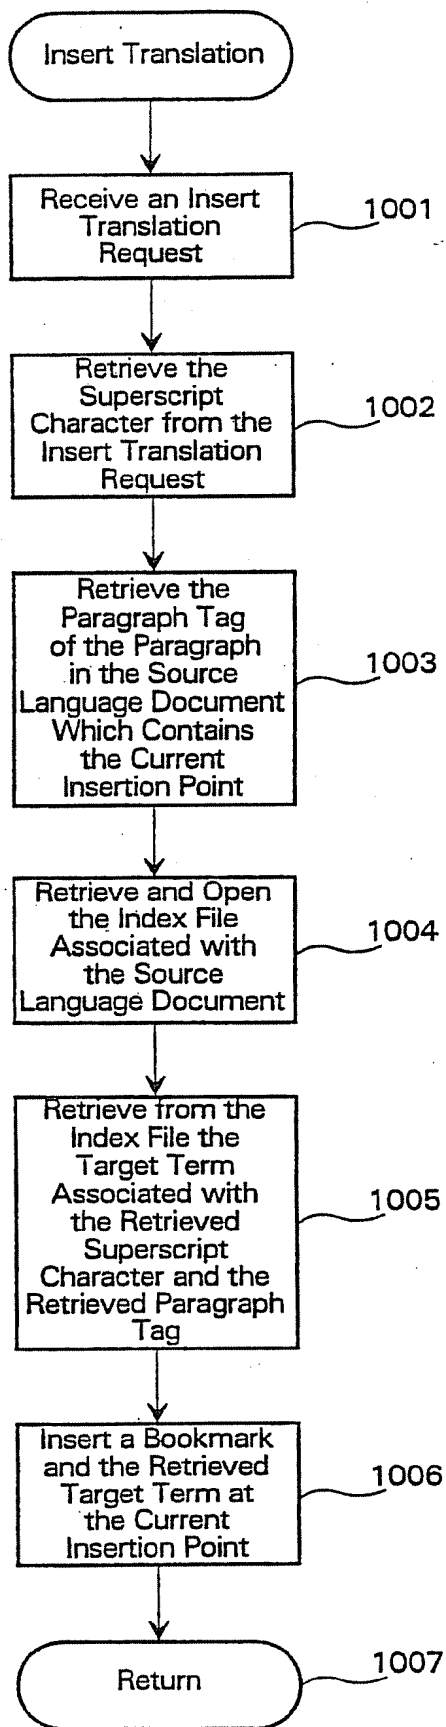 Insert Translation
Receive an Insert
Translation
Request
1001
Retrieve the
Superscript
Character from the
Insert Translation
Request
1002
Retrieve the
Paragraph Tag
of the Paragraph
in the Source
Language Document
Which Contains
the Current
Insertion Point
1003
Retrieve and Open
the Index File
Associated with
the Source
Language Document
1004
Retrieve from the
Index File the
Target Term
Associated with
the Retrieved
Superscript
Character and the
Retrieved Paragraph
Tag
1005
Insert a Bookmark
and the Retrieved
Target Term at
the Current
Insertion Point
1006
Return
1007